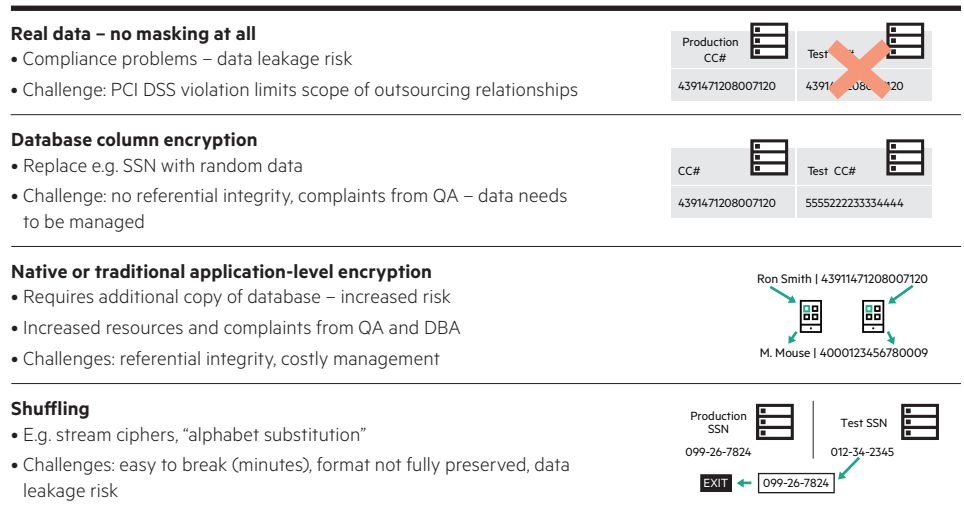 Real data – no masking at all
• Compliance problems – data leakage risk
• Challenge: PCI DSS violation limits scope of outsourcing relationships
Production
CC#
Test
4391471208007120
4391
20
Database column encryption
• Replace e.g. SSN with random data
• Challenge: no referential integrity, complaints from QA – data needs
to be managed
CC#
Test CC#
4391471208007120
5555222233334444
Native or traditional application-level encryption
• Requires additional copy of database – increased risk
• Increased resources and complaints from QA and DBA
• Challenges: referential integrity, costly management
Ron Smith | 43911471208007120
M. Mouse | 4000123456780009
Shuffling
• E.g. stream ciphers, “alphabet substitution”
• Challenges: easy to break (minutes), format not fully preserved, data
leakage risk
Production
SSN
Test SSN
099-26-7824
012-34-2345
EXIT
099-26-7824